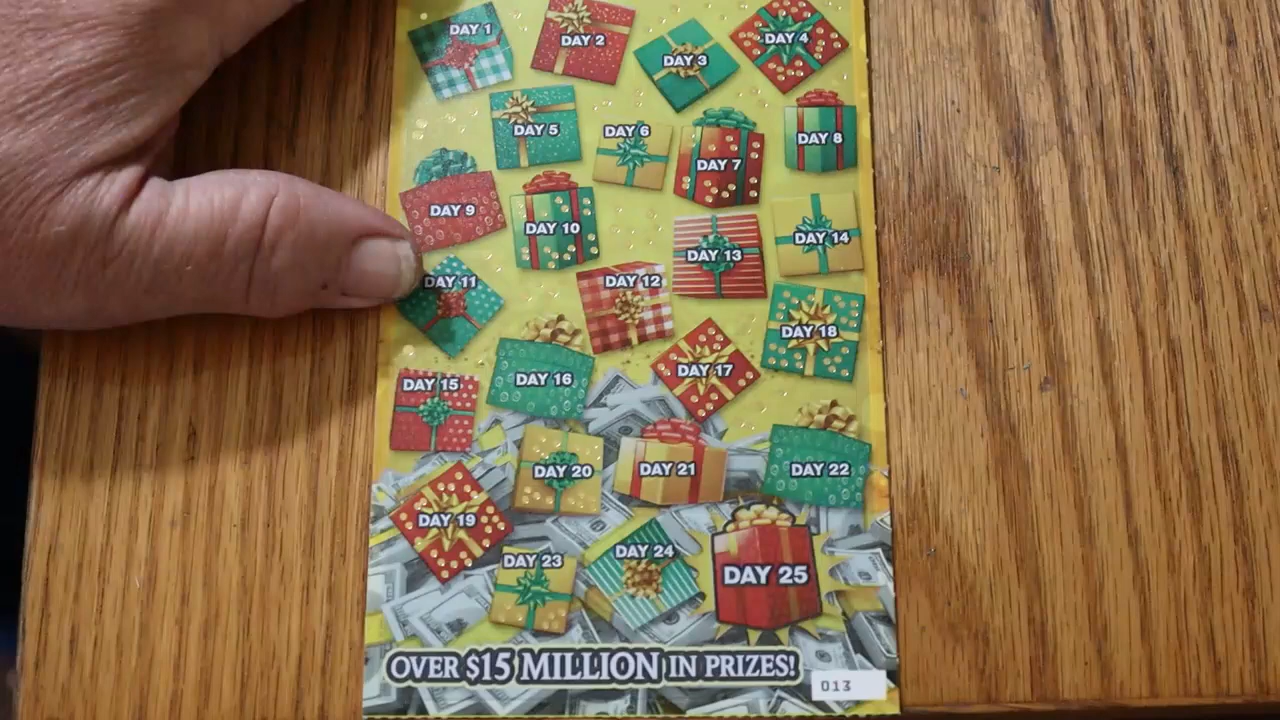 DAY 1
DAY 2
DAY 3
DAY 4
DAY 5
DAY 6
DAY 7
DAY 8
DAY 9
DAY 10
DAY 11
DAY 12
DAY 13
DAY 14
DAY 15
DAY 16
DAY 17
DAY 18
DAY 19
DAY 20
DAY 21
DAY 22
DAY 23
DAY 24
DAY 25
OVER $15 MILLION IN PRIZES!
013